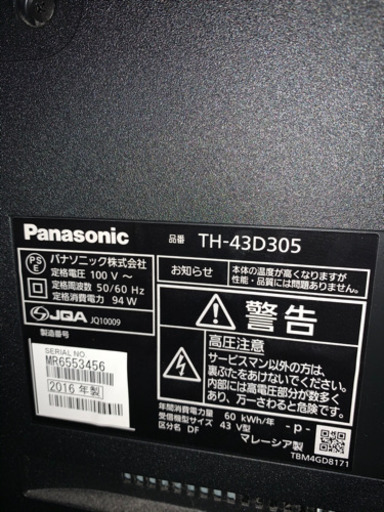 Panasonic 品番 TH-43D305
PS
E
パナソニック株式会社
定格電圧 100 V ～
定格周波数 50/60 Hz
定格消費電力 94 W
JQA JQ10009
製造番号
SERIAL NO
MR6553456
2016 年製
お知らせ
本体の温度が高くなりますが
性能・品質には問題ありません。
警告
高圧注意
サービスマン以外の方は、
裏ぶたをあけないでください。
内部には高電圧部分が数多く
あり、万一さわると危険です。
年間消費電力量 60 kWh/年
受信機型サイズ 43 V型
区分名 DF
-p-
マレーシア製
TBM4GD8171